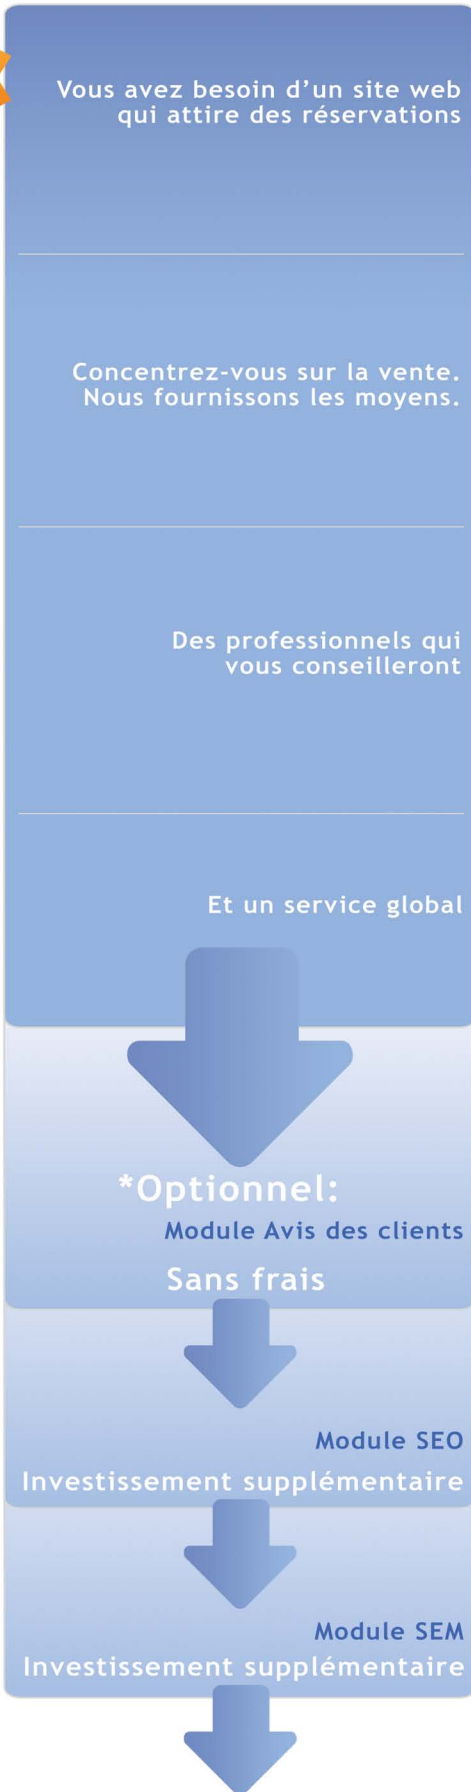 Vous avez besoin d’un site web
qui attire des réservations
Concentrez-vous sur la vente.
Nous fournissons les moyens.
Des professionnels qui
vous conseilleront
Et un service global
*Optionnel:
Module Avis des clients
Sans frais
Module SEO
Investissement supplémentaire
Module SEM
Investissement supplémentaire